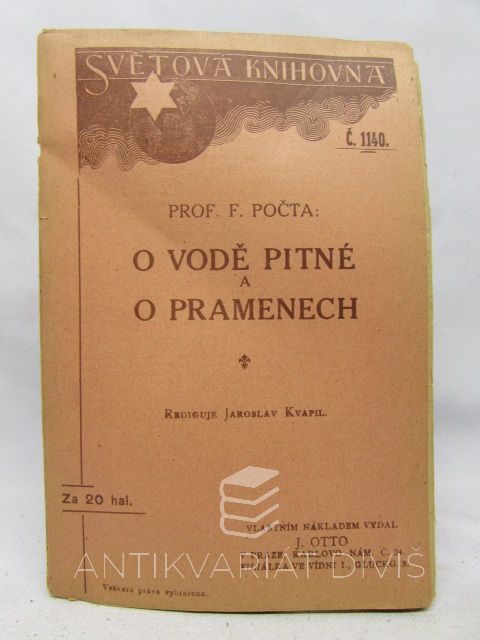 SVĚTOVÁ KNIHOVNA
Č. 1140.
PROF. F. POČTA:
O VODĚ PITNÉ
A
O PRAMENECH
REDIGUJE JAROSLAV KVAPIL.
Za 20 hal.
VLASTNÍM NÁKLADEM VYDAL
J. OTTO
V PRAZE, KARLOVO NÁM. Č. 34.
FILIÁLKA VE VÍDNI I., GLUCKG. 3.
ANTIKVARIÁT DIVIŠ
Veškera práva vyhrazena.